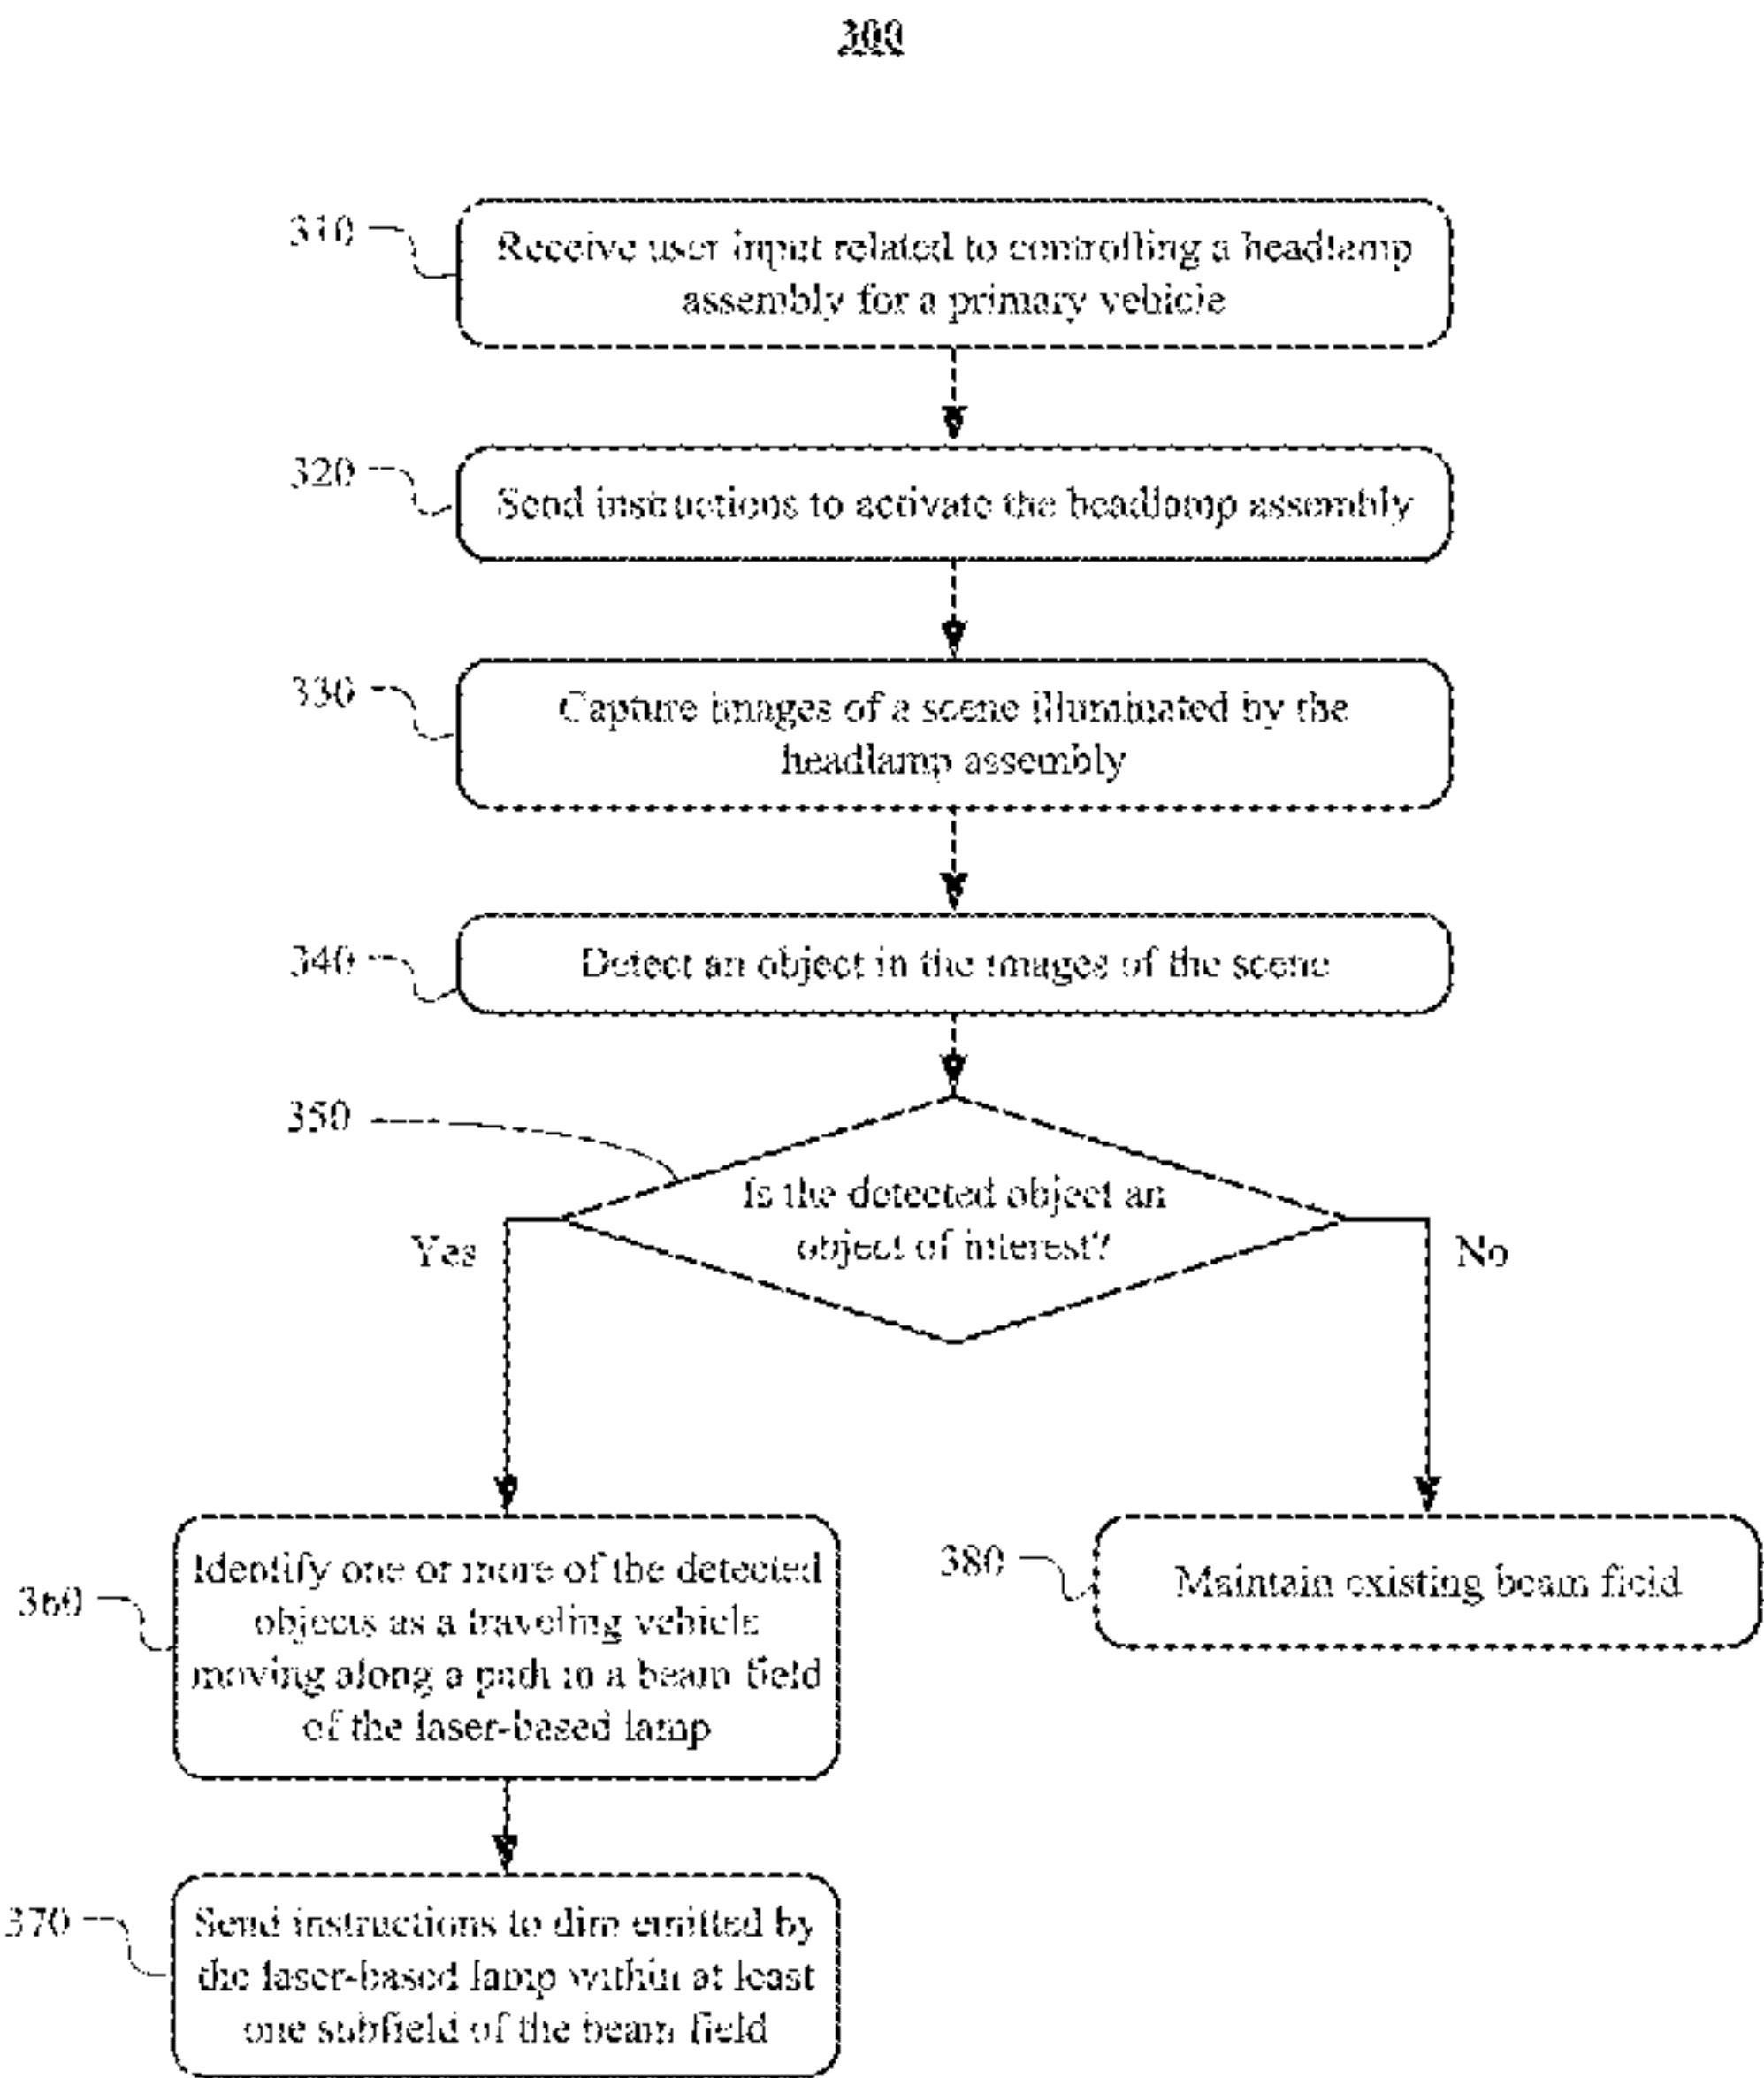 300
310
Receive user input related to controlling a headlamp
assembly for a primary vehicle
320
Send instructions to activate the headlamp assembly
330
Capture images of a scene illuminated by the
headlamp assembly
340
Detect an object in the images of the scene
350
Is the detected object an
object of interest?
Yes
No
360
Identify one or more of the detected
objects as a traveling vehicle
moving along a path in a beam field
of the laser-based lamp
380
Maintain existing beam field
370
Send instructions to dim emitted by
the laser-based lamp within at least
one subfield of the beam field